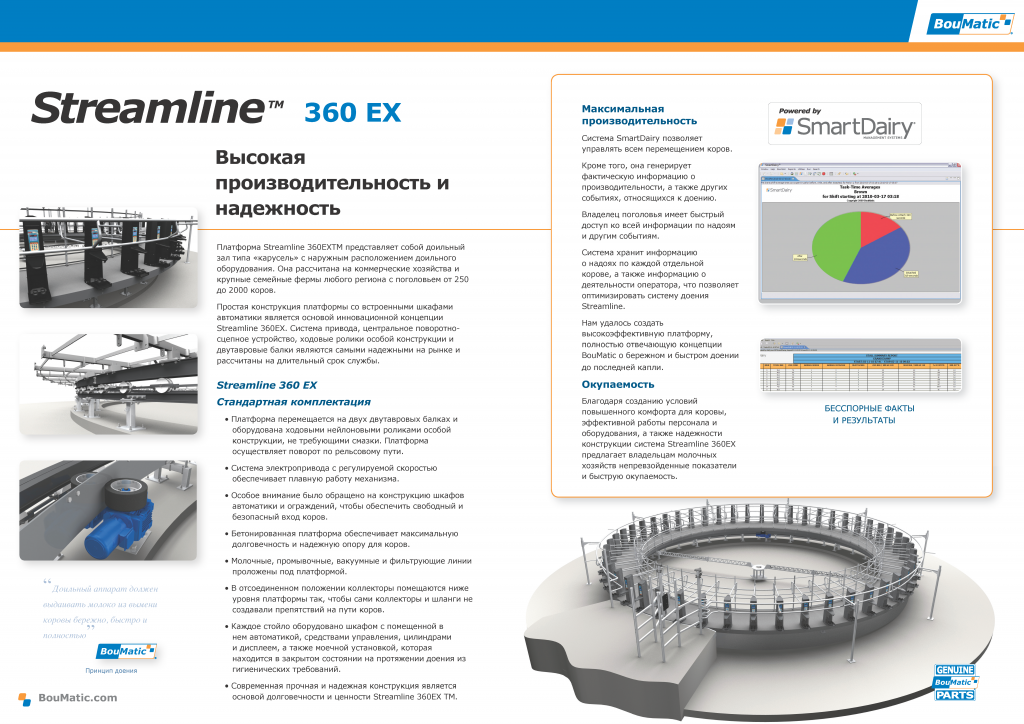 BouMatic
Streamline™ 360 EX
Высокая
производительность и
надежность
Платформа Streamline 360EXTM представляет собой доильный
зал типа «карусель» с наружным расположением доильного
оборудования. Она рассчитана на коммерческие хозяйства и
крупные семейные фермы любого региона с поголовьем от 250
до 2000 коров.
Простая конструкция платформы со встроенными шкафами
автоматики является основой инновационной концепции
Streamline 360EX. Система привода, центральное поворотно-
сцепное устройство, ходовые ролики особой конструкции и
двутавровые балки являются самыми надежными на рынке и
рассчитаны на длительный срок службы.
Streamline 360 EX
Стандартная комплектация
• Платформа перемещается на двух двутавровых балках и
оборудована ходовыми нейлоновыми роликами особой
конструкции, не требующими смазки. Платформа
осуществляет поворот по рельсовому пути.
• Система электропривода с регулируемой скоростью
обеспечивает плавную работу механизма.
• Особое внимание было обращено на конструкцию шкафов
автоматики и ограждений, чтобы обеспечить свободный и
безопасный вход коров.
• Бетонированная платформа обеспечивает максимальную
долговечность и надежную опору для коров.
• Молочные, промывочные, вакуумные и фильтрующие линии
проложены под платформой.
• В отсоединенном положении коллекторы помещаются ниже
уровня платформы так, чтобы сами коллекторы и шланги не
создавали препятствий на пути коров.
• Каждое стойло оборудовано шкафом с помещенной в
нем автоматикой, средствами управления, цилиндрами
и дисплеем, а также моечной установкой, которая
находится в закрытом состоянии на протяжении доения из
гигиенических требований.
• Современная прочная и надежная конструкция является
основой долговечности и ценности Streamline 360EX TM.
“Доильный аппарат должен
выдаивать молоко из вымени
коровы бережно, быстро и
полностью”
BouMatic
Принцип доения
BouMatic.com
Максимальная
производительность
Система SmartDairy позволяет
управлять всем перемещением коров.
Кроме того, она генерирует
фактическую информацию о
производительности, а также других
событиях, относящихся к доению.
Владелец поголовья имеет быстрый
доступ ко всей информации по надоям
и другим событиям.
Система хранит информацию
о надоях по каждой отдельной
корове, а также информацию о
деятельности оператора, что позволяет
оптимизировать систему доения
Streamline.
Нам удалось создать
высокоэффективную платформу,
полностью отвечающую концепции
BouMatic о бережном и быстром доении
до последней капли.
Окупаемость
Благодаря созданию условий
повышенного комфорта для коровы,
эффективной работы персонала и
оборудования, а также надежности
конструкции система Streamline 360EX
предлагает владельцам молочных
хозяйств непревзойденные показатели
и быструю окупаемость.
Powered by
SmartDairy
MANAGEMENT SYSTEMS
SmartDairy
Task-Time Averages
Brown
for Shift starting at 2010-03-17 03:18
БЕССПОРНЫЕ ФАКТЫ
И РЕЗУЛЬТАТЫ
GENUINE
BouMatic
PARTS